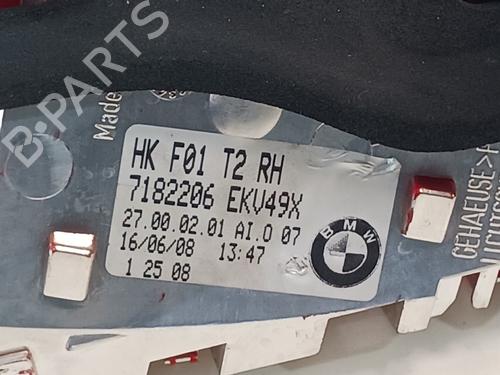 B-PARTS
Made
HK F01 T2 RH
7182206 EKV49X
27.00.02.01 AI.0 07
16/06/08 13:47
1 25 08
BMW
GEHAEUSE>A